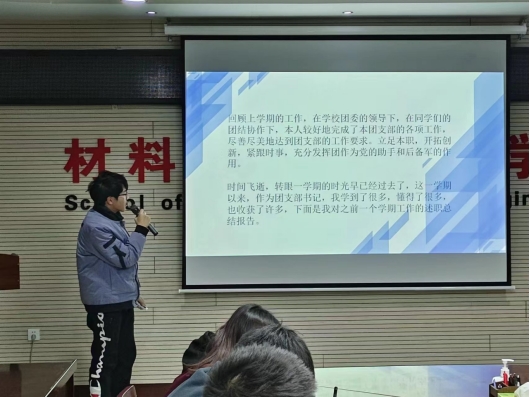 回顾上学期的工作，在学校团委的领导下，在同学们的
团结协作下，本人较好地完成了本团支部的各项工作，
尽善尽美地达到团支部的工作要求。立足本职，开拓创
新，紧跟时事，充分发挥团作为党的助手和后备军的作
用。
时间飞逝，转眼一学期的时光早已经过去了，这一学期
以来，作为团支部书记，我学到了很多，懂得了很多，
也收获了许多，下面是我对之前一个学期工作的述职总
结报告。
材料
学
School of
Champion